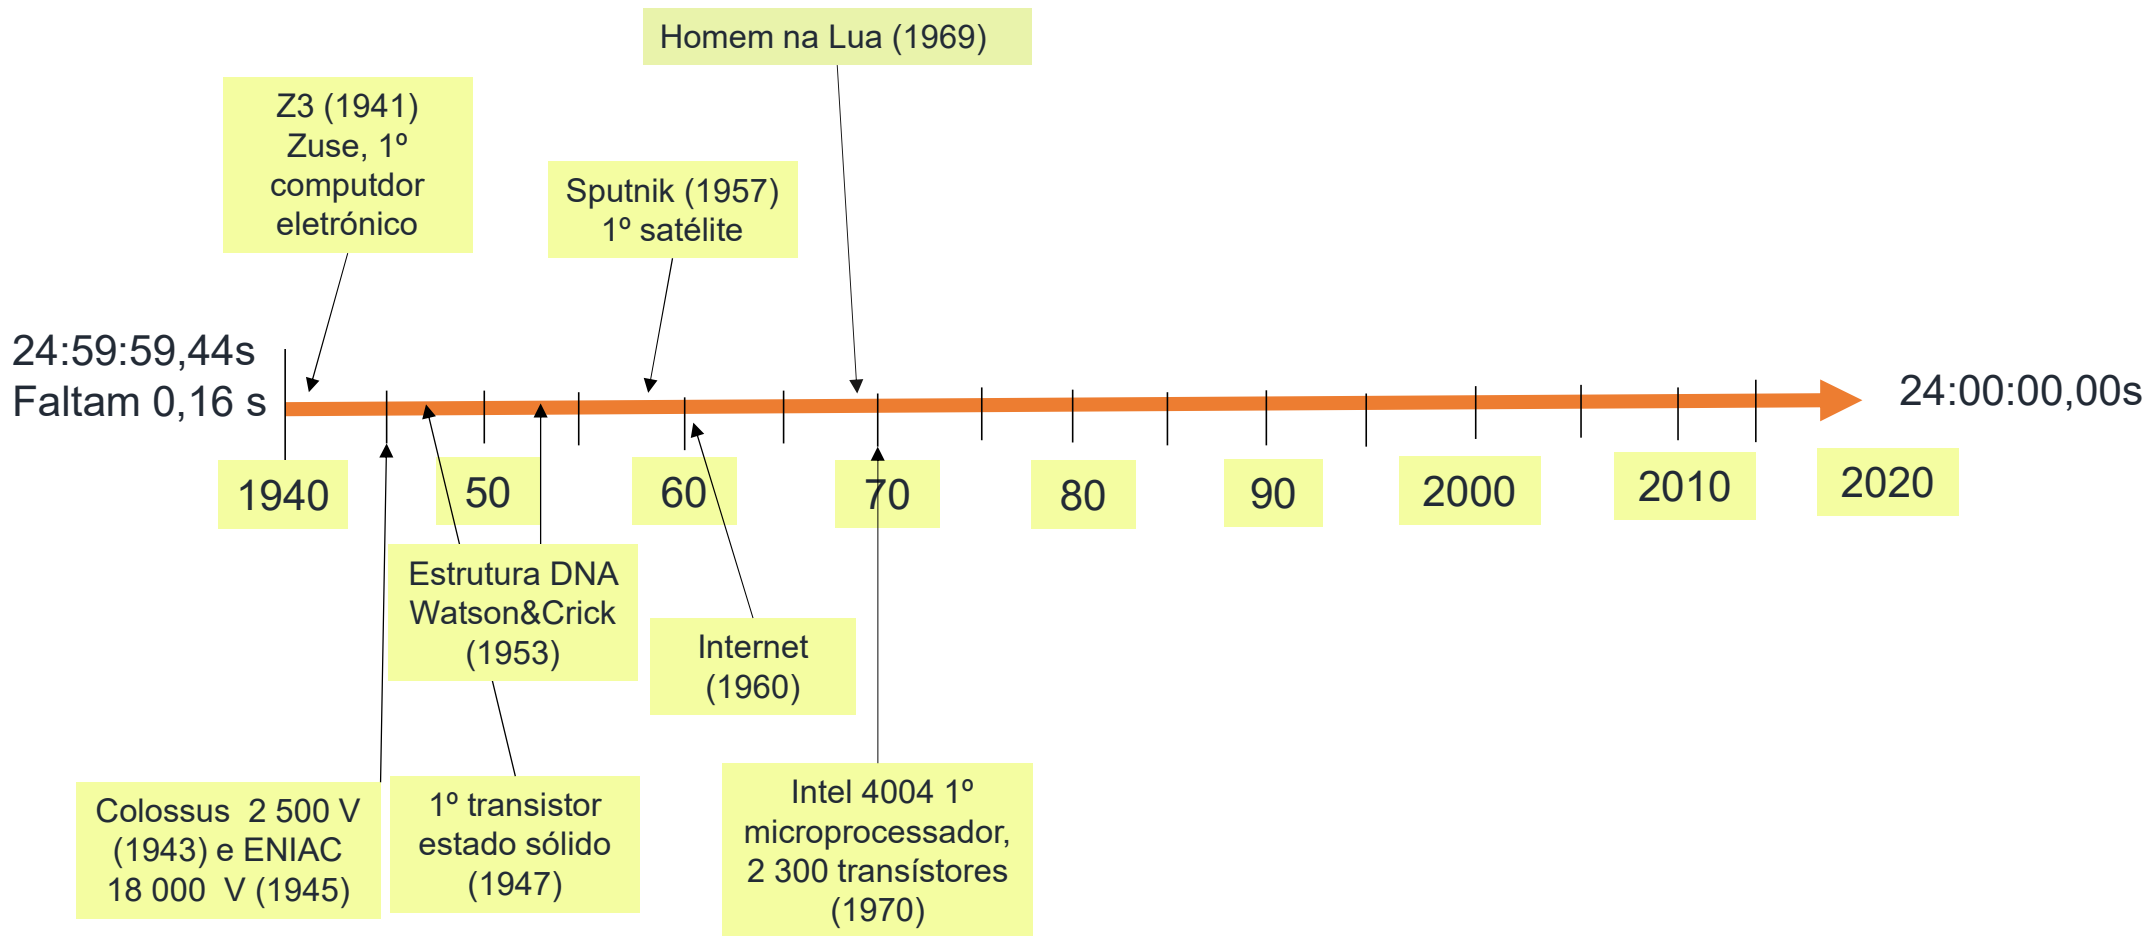 Homem na Lua (1969)
Z3 (1941)
Zuse, 1º
computdor
eletrónico
Sputnik (1957)
1º satélite
24:59:59,44s
Faltam 0,16 s
24:00:00,00s
1940
50
60
70
80
90
2000
2010
2020
Estrutura DNA
Watson&Crick
(1953)
Internet
(1960)
Colossus  2 500 V
(1943) e ENIAC
18 000  V (1945)
1º transistor
estado sólido
(1947)
Intel 4004 1º
microprocessador,
2 300 transístores
(1970)